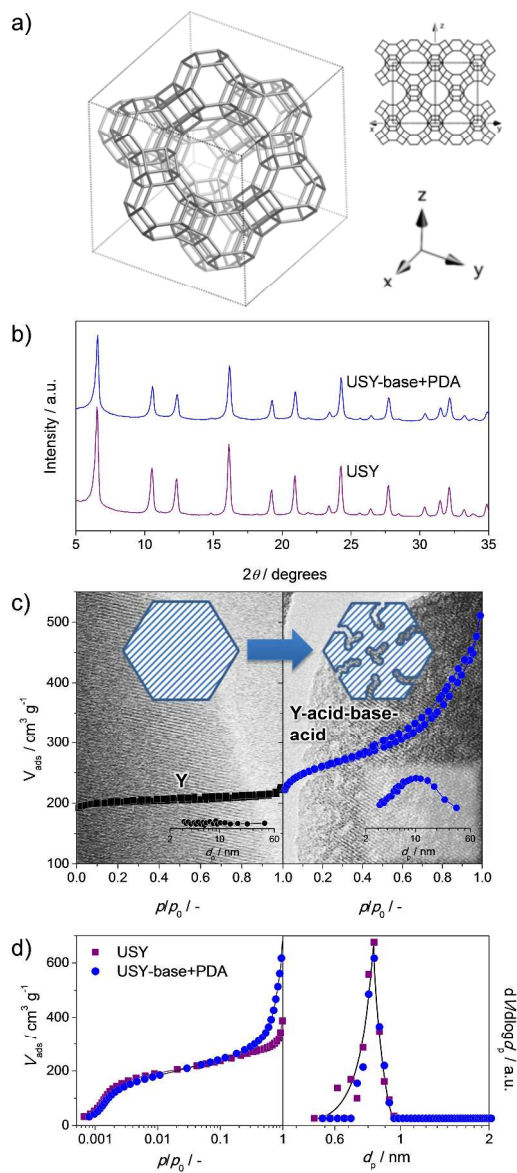 a)
z
x
y
z
x
y
b)
Intensity / a.u.
USY-base+PDA
USY
5 10 15 20 25 30 35
2θ / degrees
c)
500
400
300
200
100
V_ads / cm³ g⁻¹
Y
Y-acid-base-
acid
2 10 60
d_p / nm
2 10 60
d_p / nm
0.0 0.2 0.4 0.6 0.8 1.0 0.0 0.2 0.4 0.6 0.8 1.0
p/p₀ / -
p/p₀ / -
d)
USY
USY-base+PDA
600
400
200
0
V_ads / cm³ g⁻¹
0.001 0.01 0.1 1
p/p₀ / -
0.6 1 2
d_p / nm
dV/dlogd_p / a.u.